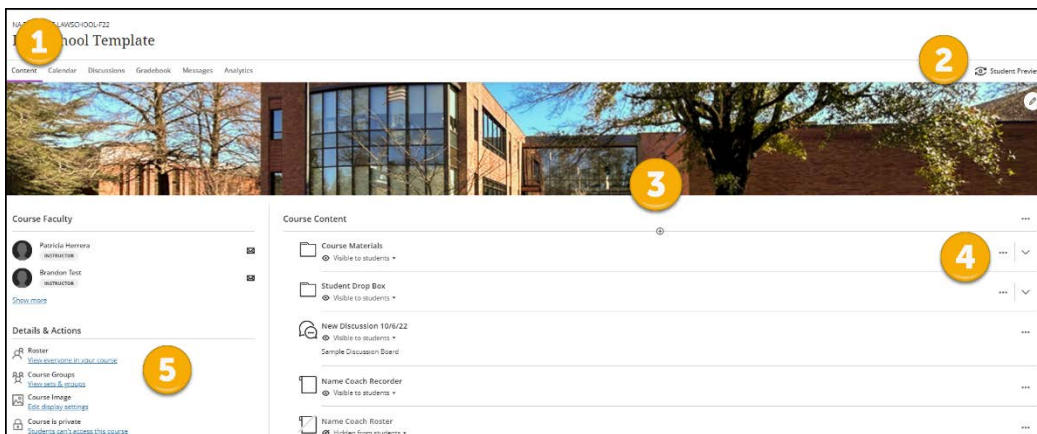 LAWSCHOOL-F22
Template
Content Calendar Discussions Gradebook Messages Analytics
Student Preview
1
2
3
4
5
Course Faculty
Patricia Herrera
INSTRUCTOR
Brandon Test
INSTRUCTOR
Show more
Details & Actions
Roster
View everyone in your course
Course Groups
View sets & groups
Course Image
Edit display settings
Course is private
Students can't access this course
Course Content
Course Materials
Visible to students
Student Drop Box
Visible to students
New Discussion 10/6/22
Visible to students
Sample Discussion Board
Name Coach Recorder
Visible to students
Name Coach Roster
Hidden from students